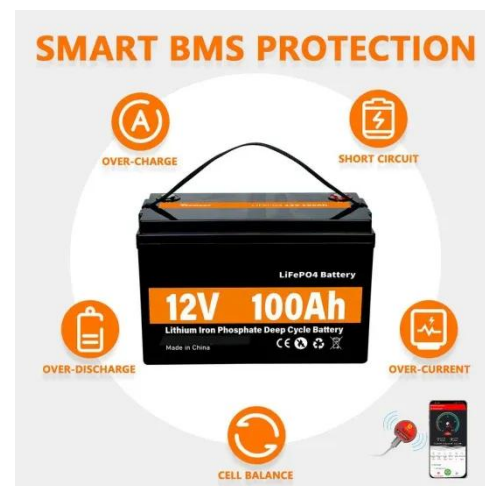 SMART BMS PROTECTION
A
OVER-CHARGE
SHORT CIRCUIT
LiFePO4 Battery
12V 100Ah
Lithium Iron Phosphate Deep Cycle Battery
Made in China
CE
OVER-DISCHARGE
OVER-CURRENT
CELL BALANCE